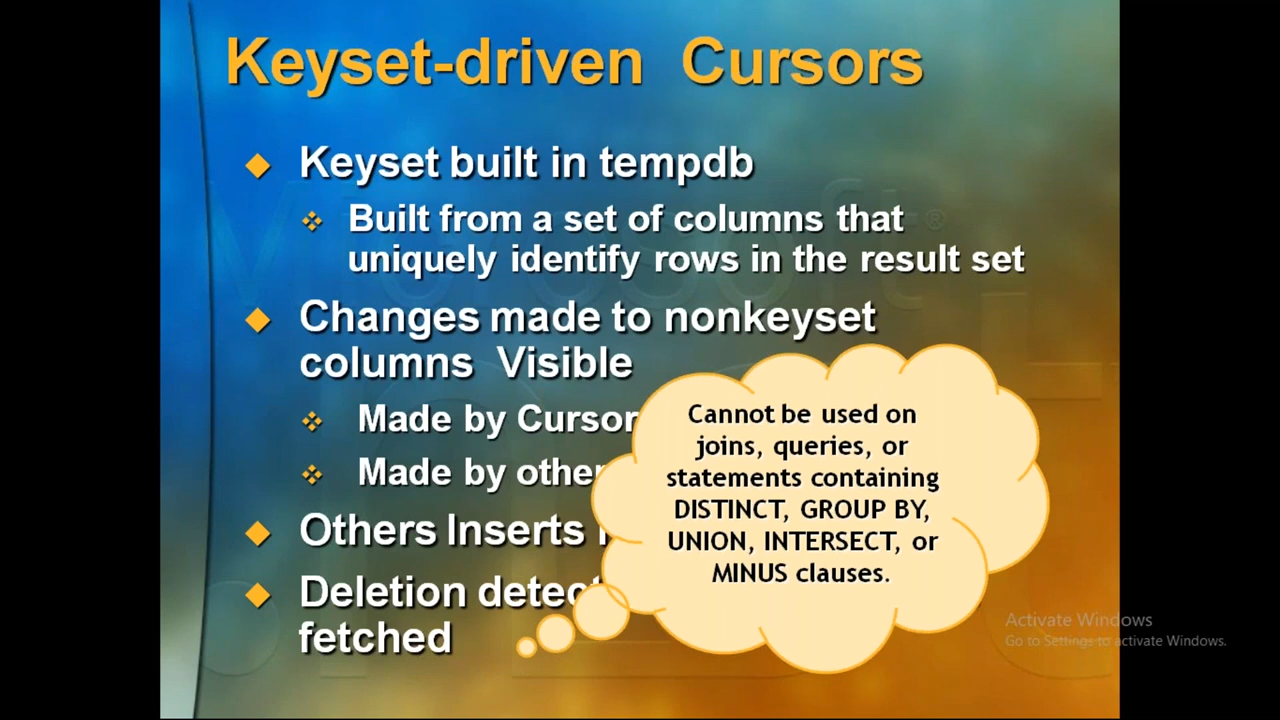 Keyset-driven Cursors
Keyset built in tempdb
Built from a set of columns that
uniquely identify rows in the result set
Changes made to nonkeyset
columns Visible
Made by Cursor
Made by other
Others Inserts
Deletion
fetched
Cannot be used on
joins, queries, or
statements containing
DISTINCT, GROUP BY,
UNION, INTERSECT, or
MINUS clauses.
Activate Windows
Go to Settings to activate Windows.